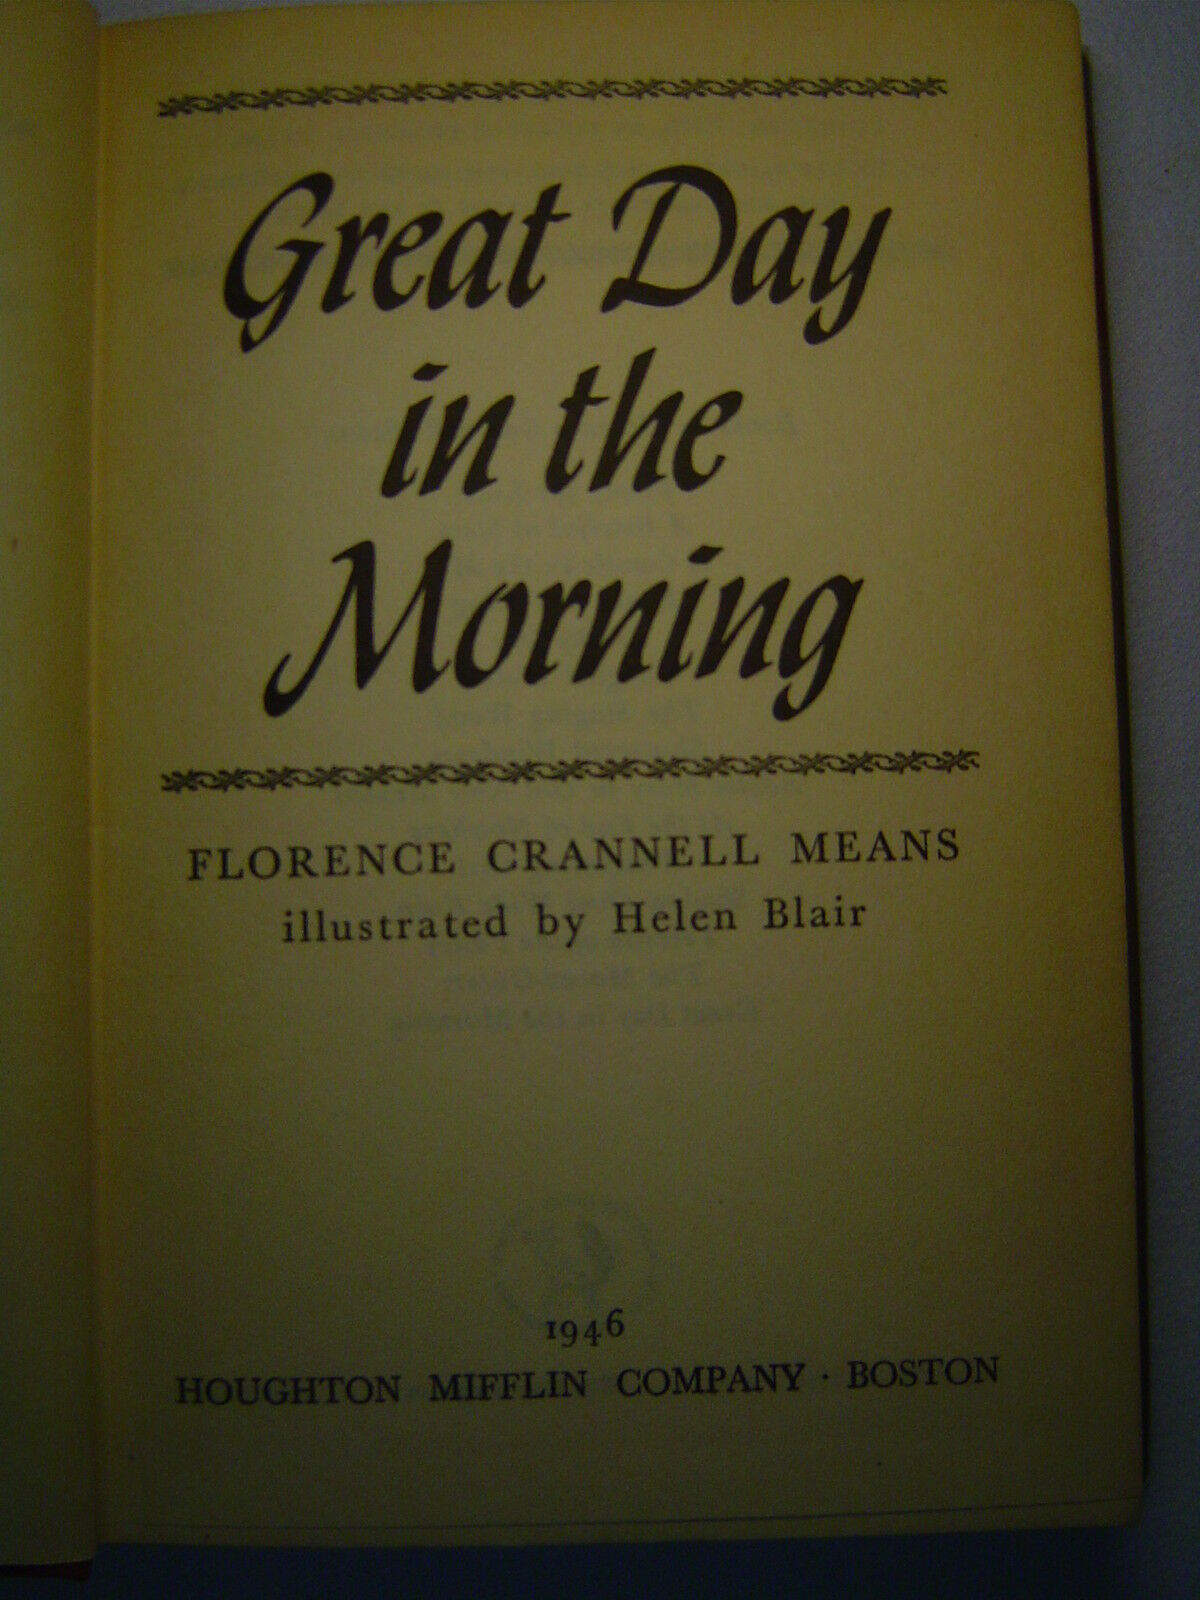 Great Day
in the
Morning
FLORENCE CRANNELL MEANS
illustrated by Helen Blair
1946
HOUGHTON MIFFLIN COMPANY · BOSTON